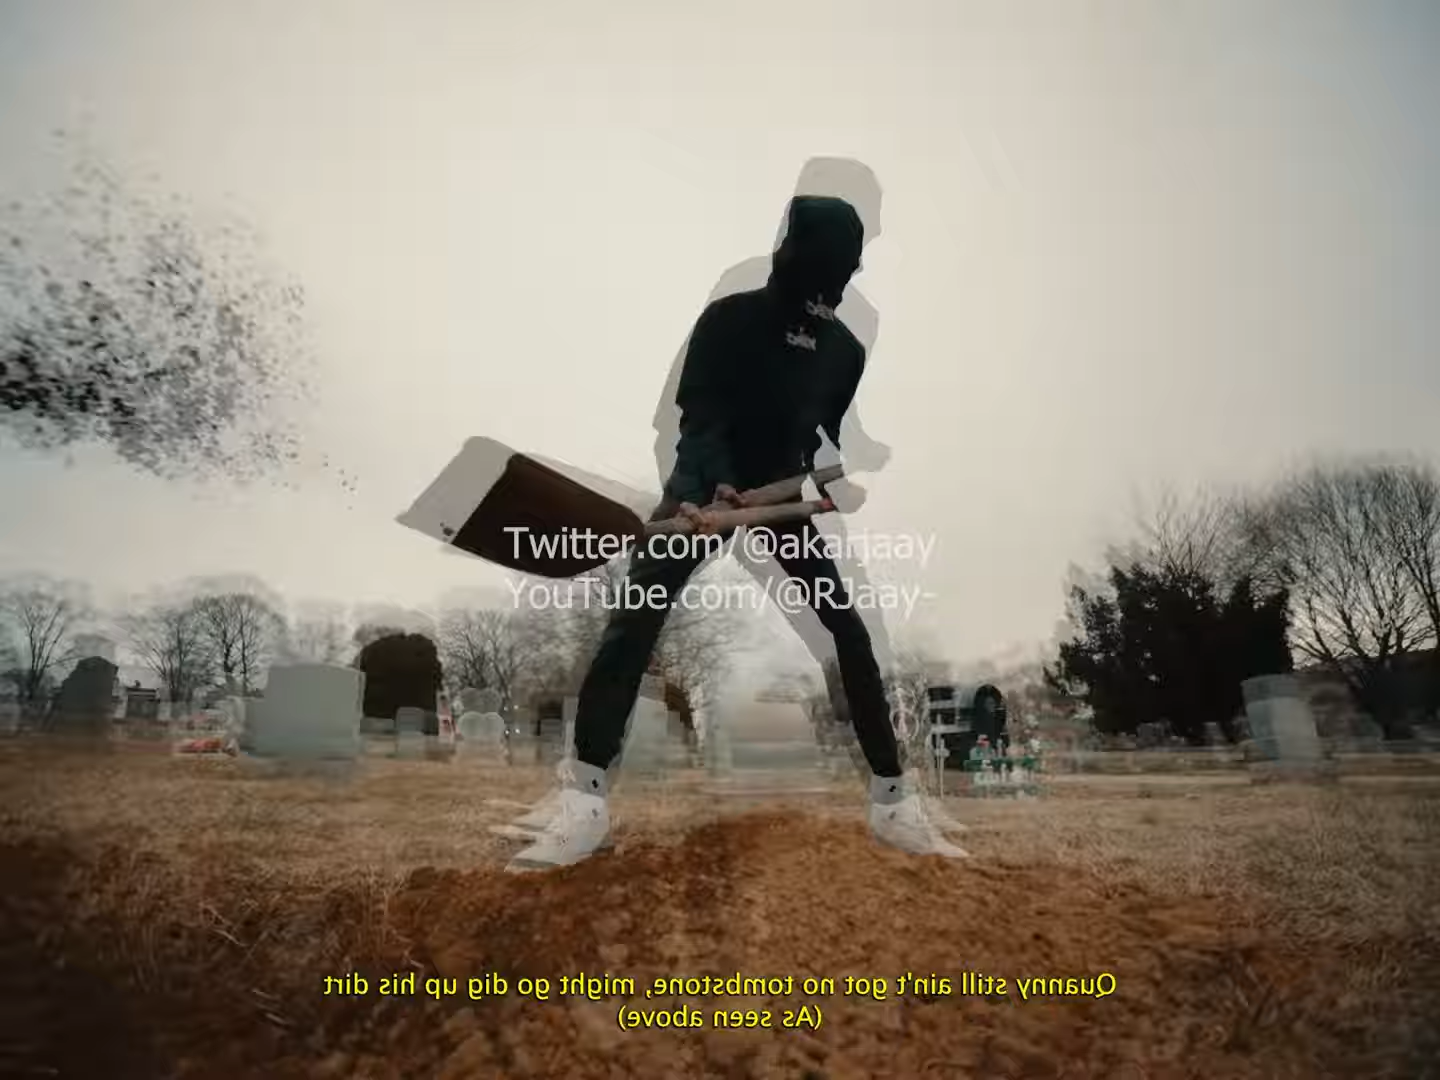 Twitter.com/@akarjaay
YouTube.com/@RJaay-
Quanny still ain't got no tombstone, might go dig up his dirt
(As seen above)